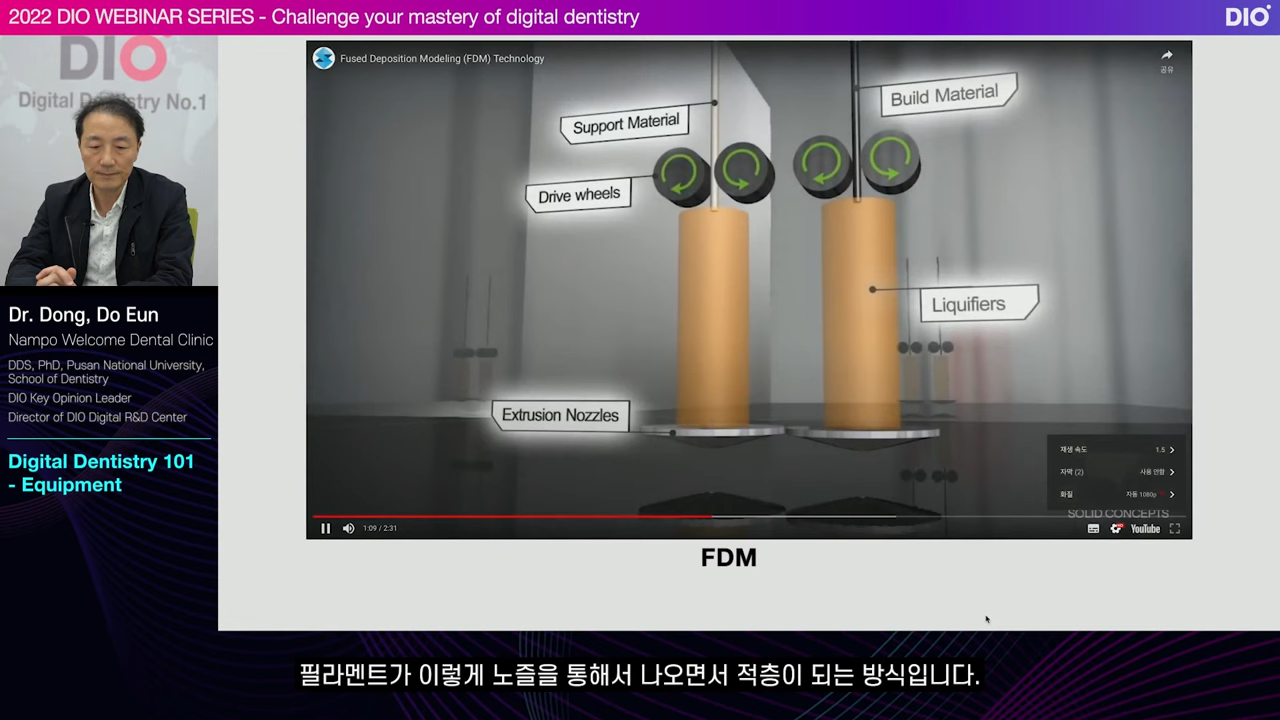 2022 DIO WEBINAR SERIES - Challenge your mastery of digital dentistry
DIO
DIO
Digital Dentistry No.1
Dr. Dong, Do Eun
Nampo Welcome Dental Clinic
DDS, PhD, Pusan National University,
School of Dentistry
DIO Key Opinion Leader
Director of DIO Digital R&D Center
Digital Dentistry 101
- Equipment
Fused Deposition Modeling (FDM) Technology
공유
Support Material
Build Material
Drive wheels
Liquifiers
Extrusion Nozzles
재생 속도 1.5
자막 (2) 사용 안함
화질 자동 1080p
SOLID CONCEPTS
1:09 / 2:31
YouTube
FDM
필라멘트가 이렇게 노즐을 통해서 나오면서 적층이 되는 방식입니다.